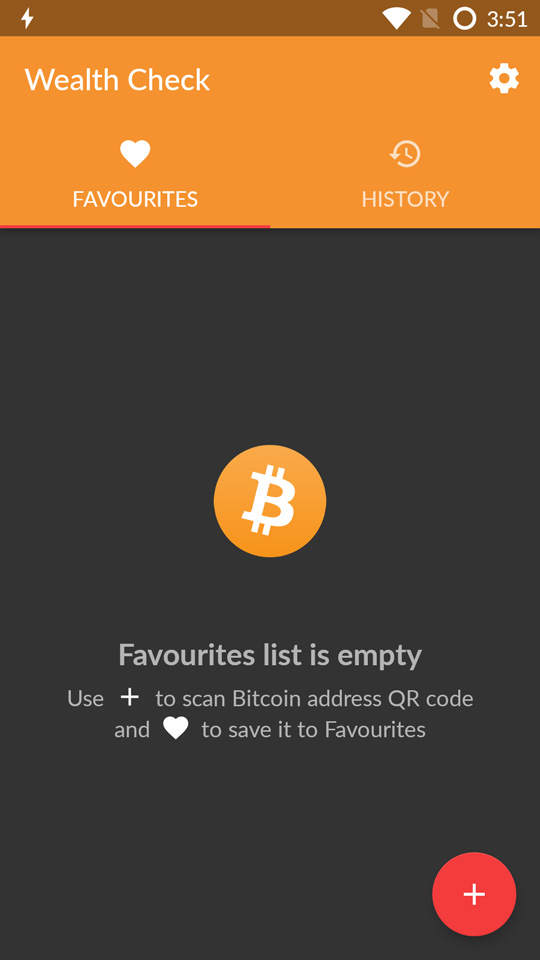 3:51
Wealth Check
FAVOURITES
HISTORY
Favourites list is empty
Use + to scan Bitcoin address QR code
and to save it to Favourites